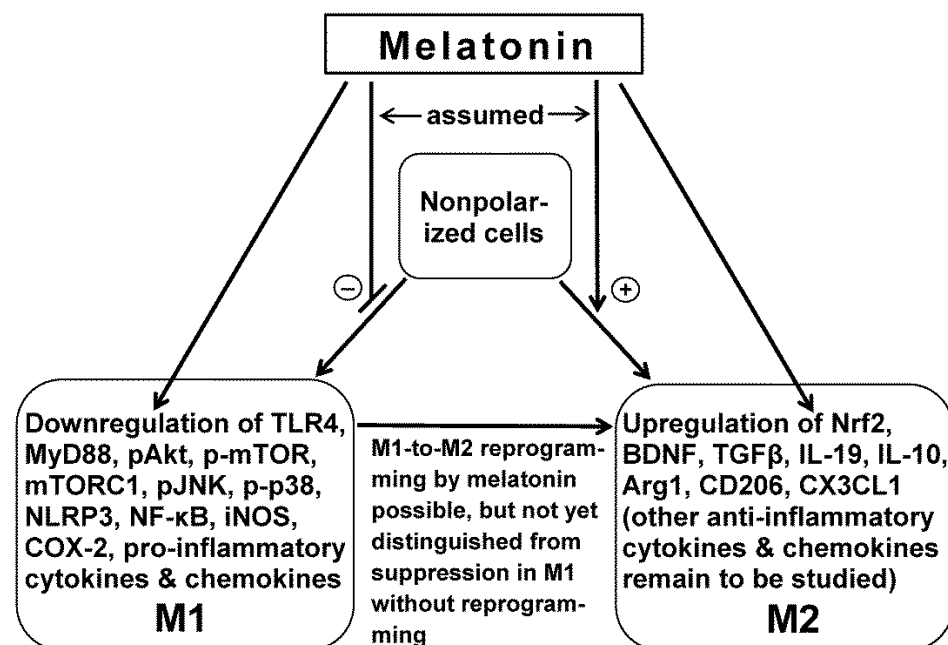 Melatonin
assumed
Nonpolar-
ized cells
−
+
Downregulation of TLR4,
MyD88, pAkt, p-mTOR,
mTORC1, pJNK, p-p38,
NLRP3, NF-κB, iNOS,
COX-2, pro-inflammatory
cytokines & chemokines
M1
M1-to-M2 reprogram-
ming by melatonin
possible, but not yet
distinguished from
suppression in M1
without reprogram-
ming
Upregulation of Nrf2,
BDNF, TGFβ, IL-19, IL-10,
Arg1, CD206, CX3CL1
(other anti-inflammatory
cytokines & chemokines
remain to be studied)
M2